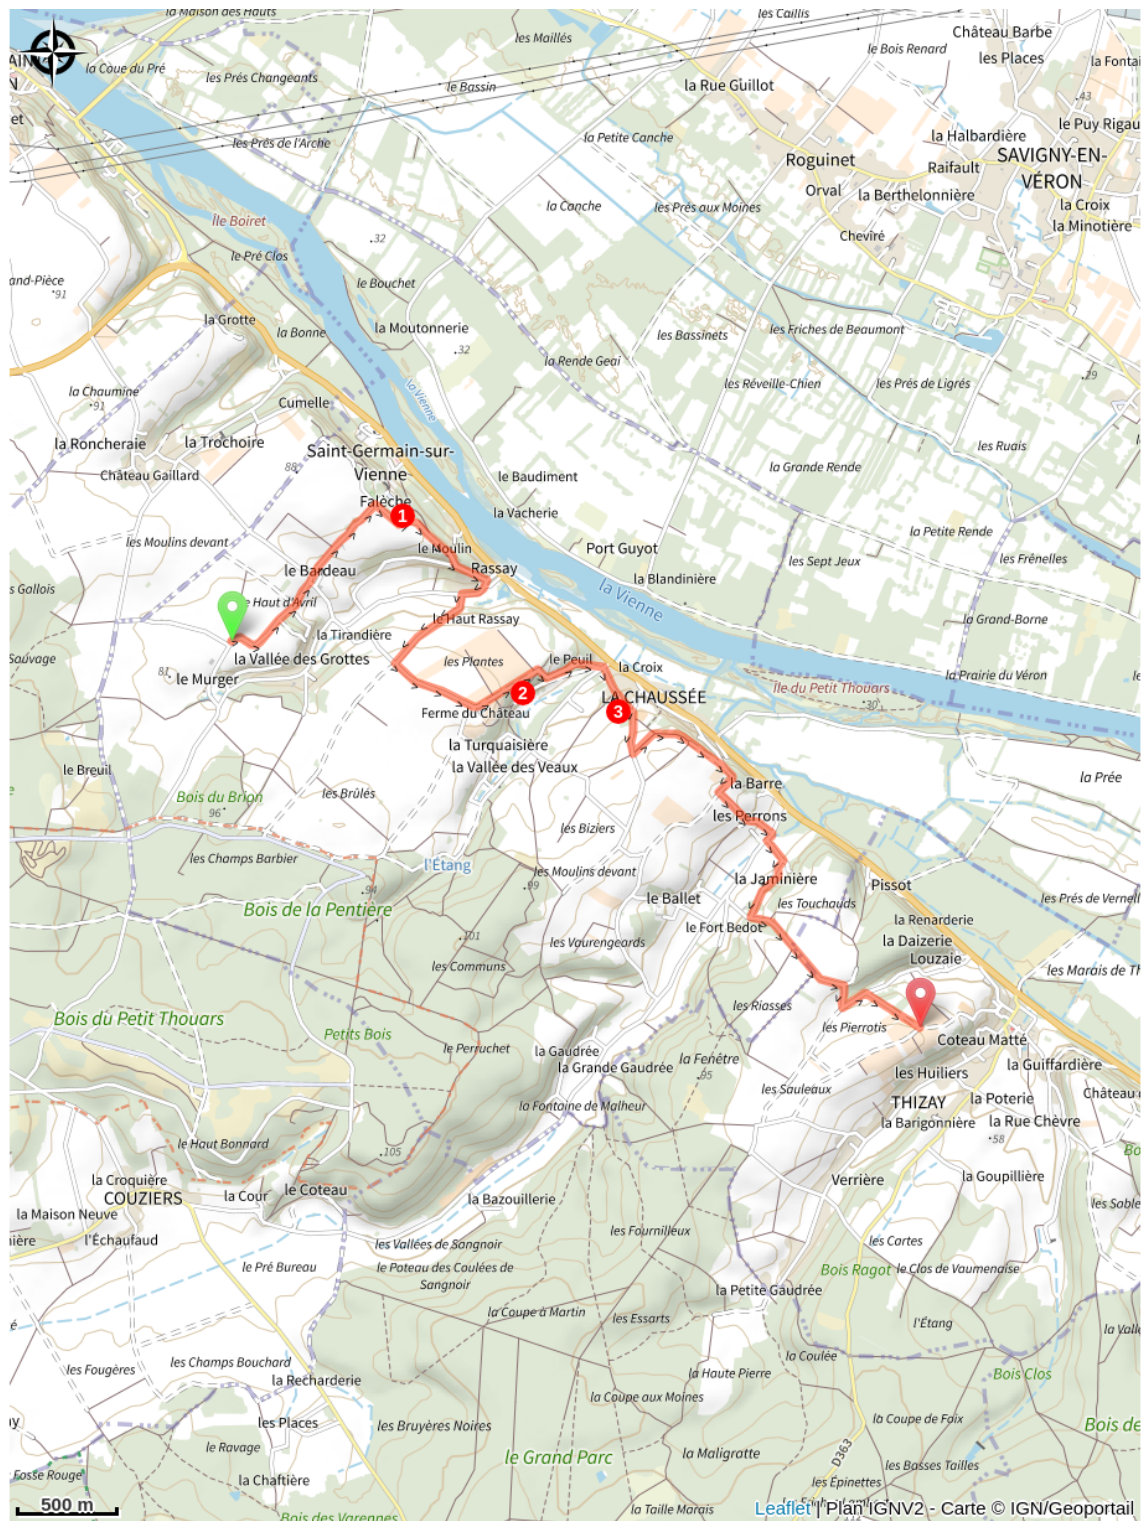 la Maison des Hauts
les Caillis
les Maillés
Château Barbe
les Places
le Bois Renard
la Fontai
la Coue du Pré
les Prés Changeants
le Bassin
la Rue Guillot
43
le Puy Rigau
et
les Prés de l'Arche
la Petite Canche
la Halbardière
Roguinet
Raifault
SAVIGNY-EN-
VÉRON
Orval
la Berthelonnière
la Croix
la Minotière
la Canche
les Prés aux Moines
Île Boiret
Cheviré
32
le Pré Clos
and-Pièce
91
le Bouchet
la Grotte
la Bonne
la Moutonnerie
32
les Bassinets
les Friches de Beaumont
la Rende Geai
29
la Chaumine
91
la Vienne
les Réveille-Chien
les Prés de Ligrés
Cumelle
la Roncheraie
la Trochoire
Saint-Germain-sur-
Vienne
les Ruais
Château Gaillard
88
le Baudiment
la Grande Rende
Falèche
1
la Vacherie
les Moulins devant
le Moulin
Port Guyot
la Petite Rende
le Bardeau
Rassay
la Blandinière
les Sept Jeux
les Frênelles
s Gallois
le Haut d'Avril
la Vienne
le Haut Rassay
la Grand-Borne
la Tirandière
Sauvage
la Vallée des Grottes
les Plantes
le Peuil
la Croix
la Prairie du Véron
81
le Murger
2
LA CHAUSSÉE
Île du Petit Thouars
30
3
Ferme du Château
la Turquaisière
la Vallée des Veaux
le Breuil
la Barre
la Prée
Bois du Brion
96
les Brûlés
les Perrons
les Biziers
les Champs Barbier
l'Étang
les Moulins devant
la Jaminière
Pissot
94
99
le Ballet
les Touchauds
les Prés de Vernell
Bois de la Pentière
la Renarderie
le Fort Bedot
101
les Vaurengeards
la Daizerie
Louzaie
les Communs
les Marais de Th
les Riasses
Bois du Petit Thouars
Petits Bois
les Pierrotis
le Perruchet
la Gaudrée
Coteau Matté
la Fenêtre
la Grande Gaudrée
95
la Guiffardière
les Huiliers
les Sauleaux
Château d
la Fontaine de Malheur
THIZAY
la Poterie
la Barigonnière
la Rue Chèvre
58
le Haut Bonnard
105
la Croquière
COUZIERS
la Cour
le Coteau
Verrière
la Goupillière
la Bazouillerie
la Maison Neuve
les Sable
nière
l'Échaufaud
les Vallées de Sangnoir
les Fournilleux
les Cartes
le Pré Bureau
le Poteau des Coulées de
Sangnoir
Bois Ragot
le Clos de Vaumenaise
la Petite Gaudrée
la Coupe à Martin
les Essarts
l'Étang
la Vall
la Coulée
les Fougères
les Champs Bouchard
la Haute Pierre
Bois Clos
la Recharderie
la Coupe aux Moines
les Places
les Bruyères Noires
la Coupe de Foix
Bois de
le Ravage
le Grand Parc
la Maligratte
D363
les Basses Tailles
Fosse Rouge
la Chaftière
les Épinettes
500 m
la Taille Marais
Bois des Varennes
Leaflet | Plan IGNV2 - Carte © IGN/Geoportail